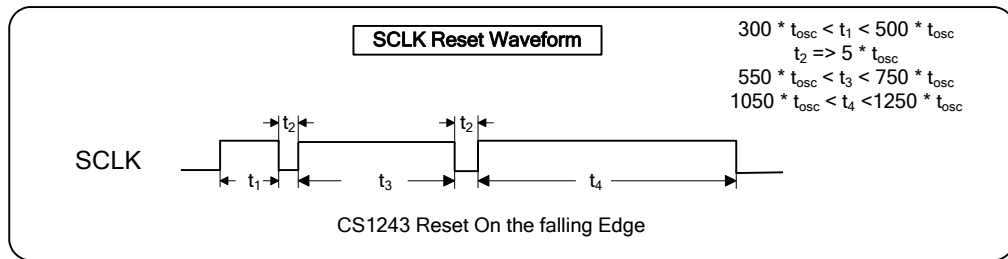 SCLK Reset Waveform
300 * tosc < t1 < 500 * tosc
t2 => 5 * tosc
550 * tosc < t3 < 750 * tosc
1050 * tosc < t4 <1250 * tosc
t2 t2
SCLK
t1 t3 t4
CS1243 Reset On the falling Edge